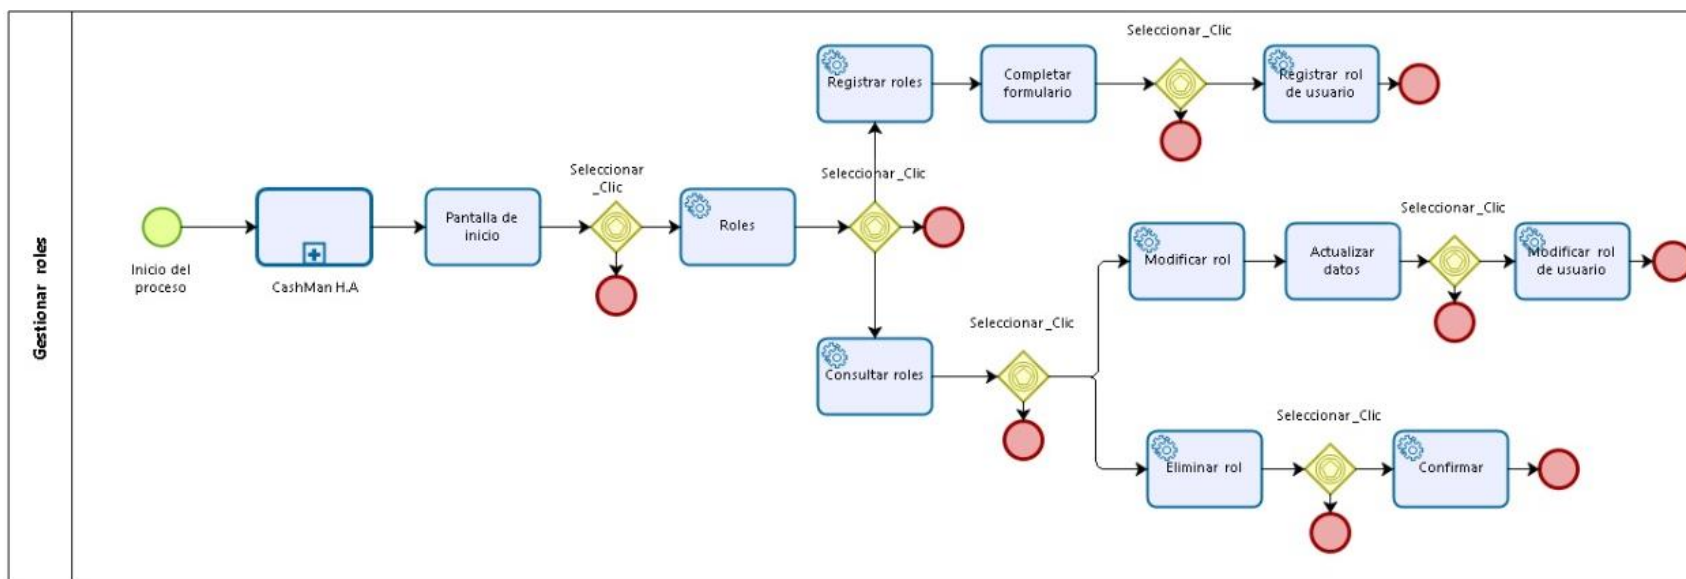 Gestionar roles
Inicio del
proceso
CashMan H.A
Pantalla de
inicio
Seleccionar
_Clic
Roles
Seleccionar_Clic
Registrar roles
Completar
formulario
Seleccionar_Clic
Registrar rol
de usuario
Consultar roles
Seleccionar_Clic
Modificar rol
Actualizar
datos
Seleccionar_Clic
Modificar rol
de usuario
Eliminar rol
Seleccionar_Clic
Confirmar